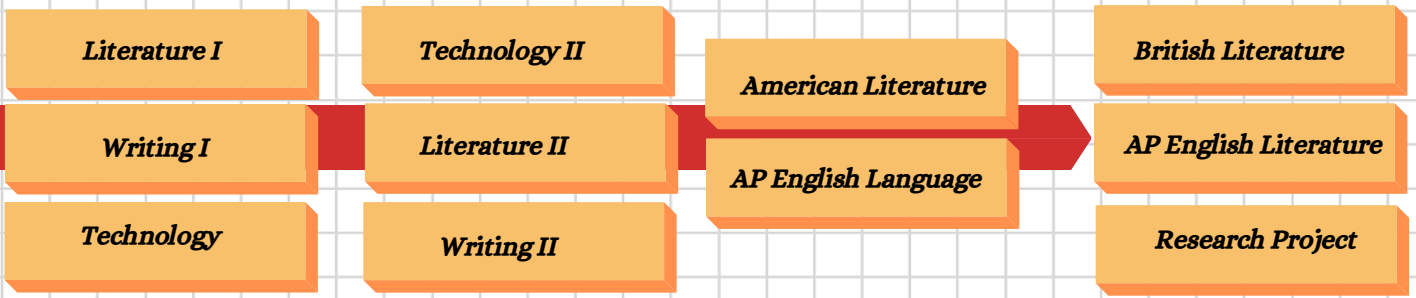 Literature I
Writing I
Technology
Technology II
Literature II
Writing II
American Literature
AP English Language
British Literature
AP English Literature
Research Project